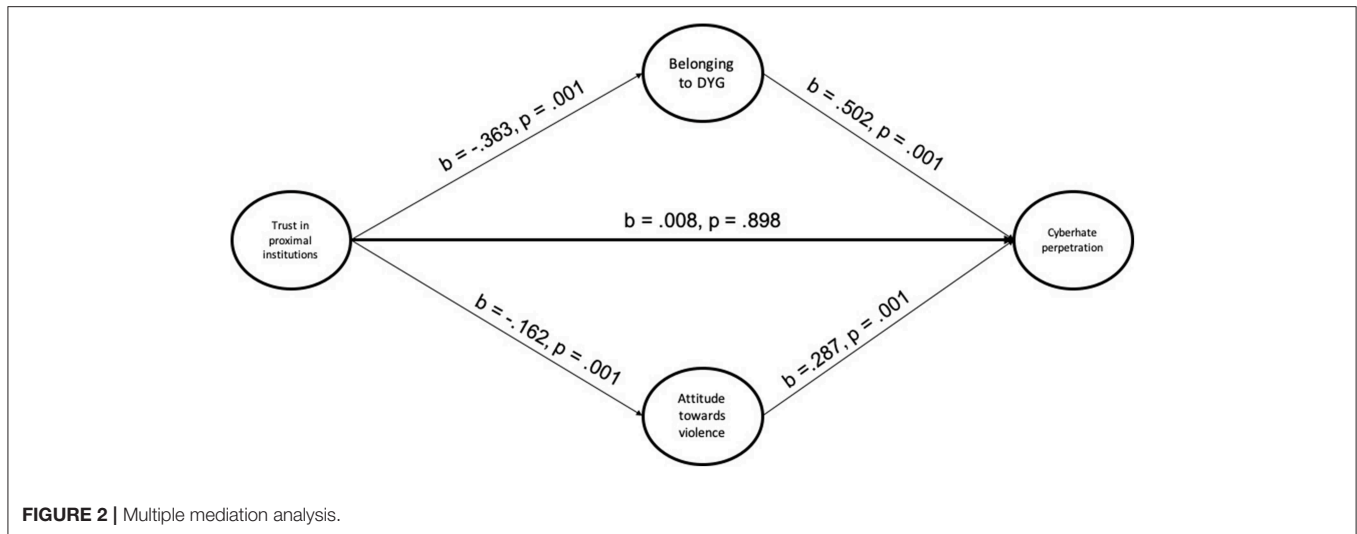 Belonging
to DYG
b = -.363, p = .001
b = .502, p = .001
Trust in
proximal
institutions
b = .008, p = .898
Cyberhate
perpetration
b = -.162, p = .001
b =.287, p = .001
Attitude
towards
violence
FIGURE 2 | Multiple mediation analysis.